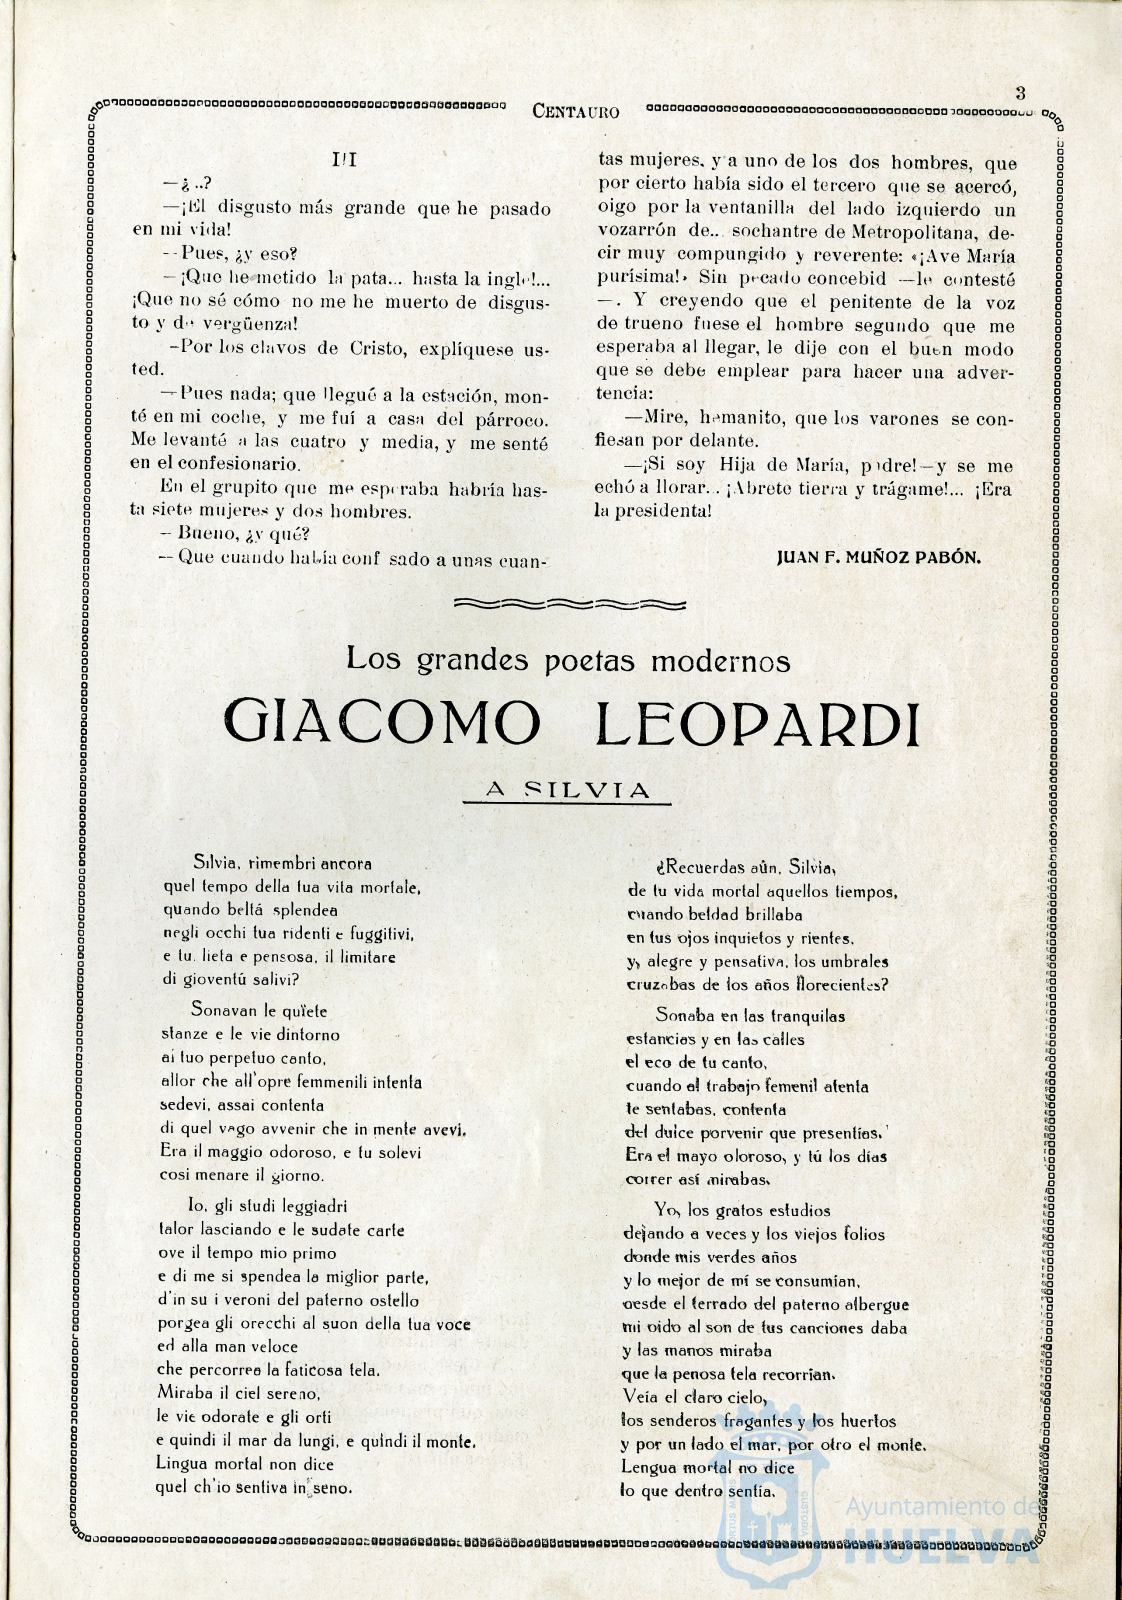 3
CENTAURO
III
—¿..?
—¡El disgusto más grande que he pasado
en mi vida!
--Pues, ¿y eso?
—¡Que he metido la pata... hasta la ingle!...
¡Que no sé cómo no me he muerto de disgus-
to y de vergüenza!
-Por los clavos de Cristo, explíquese us-
ted.
—Pues nada; que llegué a la estación, mon-
té en mi coche, y me fuí a casa del párroco.
Me levanté a las cuatro y media, y me senté
en el confesionario.
En el grupito que me esperaba habría has-
ta siete mujeres y dos hombres.
— Bueno, ¿y qué?
-- Que cuando había conf sado a unas cuan-
tas mujeres, y a uno de los dos hombres, que
por cierto había sido el tercero que se acercó,
oigo por la ventanilla del lado izquierdo un
vozarrón de... sochantre de Metropolitana, de-
cir muy compungido y reverente: «¡Ave María
purísima!» Sin pecado concebid —le contesté
—. Y creyendo que el penitente de la voz
de trueno fuese el hombre segundo que me
esperaba al llegar, le dije con el buen modo
que se debe emplear para hacer una adver-
tencia:
—Mire, hemanito, que los varones se con-
fiesan por delante.
—¡Si soy Hija de María, padre!—y se me
echó a llorar... ¡Abrete tierra y trágame!... ¡Era
la presidenta!
JUAN F. MUÑOZ PABÓN.
Los grandes poetas modernos
GIACOMO LEOPARDI
A SILVIA
Silvia, rimembri ancora
quel tempo della tua vita mortale,
quando beltá splendea
negli occhi tua ridenti e fuggitivi,
e tu, lieta e pensosa, il limitare
di gioventú salivi?
Sonavan le quïete
stanze e le vie dintorno
ai tuo perpetuo canto,
allor che all'opre femmenili intenta
sedevi, assai contenta
di quel vago avvenir che in mente avevi.
Era il maggio odoroso, e tu solevi
cosi menare il giorno.
Io, gli studi leggiadri
talor lasciando e le sudate carte
ove il tempo mio primo
e di me si spendea la miglior parte,
d'in su i veroni del paterno ostello
porgea gli orecchi al suon della tua voce
ed alla man veloce
che percorrea la faticosa tela.
Miraba il ciel sereno,
le vie odorate e gli orti
e quindi il mar da lungi, e quindi il monte.
Lingua mortal non dice
quel ch'io sentiva in seno.
¿Recuerdas aún, Silvia,
de tu vida mortal aquellos tiempos,
cuando beldad brillaba
en tus ojos inquietos y rientes,
y, alegre y pensativa, los umbrales
cruzabas de los años florecientes?
Sonaba en las tranquilas
estancias y en las calles
el eco de tu canto,
cuando al trabajo femenil atenta
te sentabas, contenta
del dulce porvenir que presentías.
Era el mayo oloroso, y tú los días
correr así mirabas.
Yo, los gratos estudios
dejando a veces y los viejos folios
donde mis verdes años
y lo mejor de mí se consumían,
desde el terrado del paterno albergue
mi oido al son de tus canciones daba
y las manos miraba
que la penosa tela recorrían.
Veía el claro cielo,
los senderos fragantes y los huertos
y por un lado el mar, por otro el monte.
Lengua mortal no dice
lo que dentro sentía.
CUSTODIA
Ayuntamiento de
HUELVA